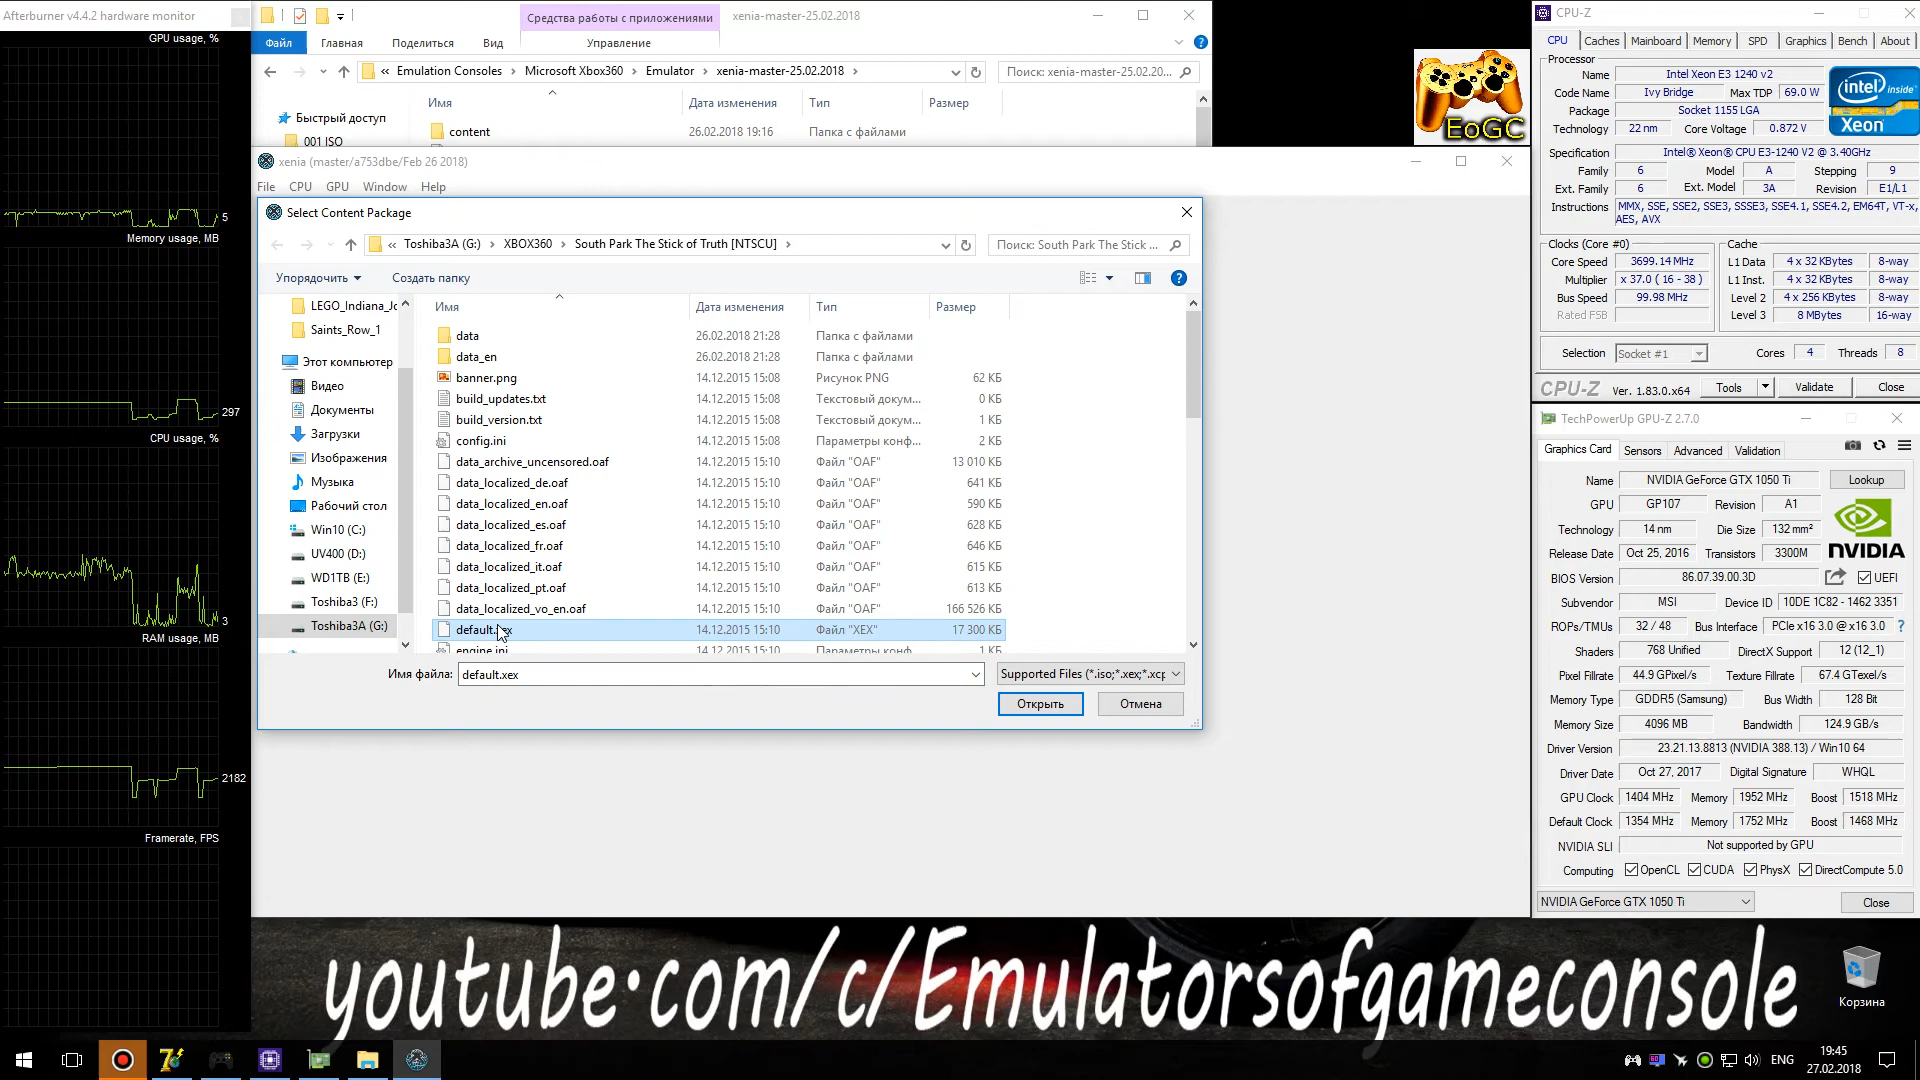 Afterburner v4.4.2 hardware monitor
GPU usage, %
5
Memory usage, MB
297
CPU usage, %
3
RAM usage, MB
2182
Framerate, FPS
Средства работы с приложениями
xenia-master-25.02.2018
Файл
Главная
Поделиться
Вид
Управление
« Emulation Consoles > Microsoft Xbox360 > Emulator > xenia-master-25.02.2018 >
Поиск: xenia-master-25.02.20...
Имя
Дата изменения
Тип
Размер
Быстрый доступ
001 ISO
content
26.02.2018 19:16
Папка с файлами
xenia (master/a753dbe/Feb 26 2018)
File
CPU
GPU
Window
Help
Select Content Package
« Toshiba3A (G:) > XBOX360 > South Park The Stick of Truth [NTSCU] >
Поиск: South Park The Stick ...
Упорядочить
Создать папку
LEGO_Indiana_Jo
Saints_Row_1
Этот компьютер
Видео
Документы
Загрузки
Изображения
Музыка
Рабочий стол
Win10 (C:)
UV400 (D:)
WD1TB (E:)
Toshiba3 (F:)
Toshiba3A (G:)
Имя
Дата изменения
Тип
Размер
data 26.02.2018 21:28 Папка с файлами
data_en 26.02.2018 21:28 Папка с файлами
banner.png 14.12.2015 15:08 Рисунок PNG 62 КБ
build_updates.txt 14.12.2015 15:08 Текстовый докум... 0 КБ
build_version.txt 14.12.2015 15:08 Текстовый докум... 1 КБ
config.ini 14.12.2015 15:08 Параметры конф... 2 КБ
data_archive_uncensored.oaf 14.12.2015 15:10 Файл "OAF" 13 010 КБ
data_localized_de.oaf 14.12.2015 15:10 Файл "OAF" 641 КБ
data_localized_en.oaf 14.12.2015 15:10 Файл "OAF" 590 КБ
data_localized_es.oaf 14.12.2015 15:10 Файл "OAF" 628 КБ
data_localized_fr.oaf 14.12.2015 15:10 Файл "OAF" 646 КБ
data_localized_it.oaf 14.12.2015 15:10 Файл "OAF" 615 КБ
data_localized_pt.oaf 14.12.2015 15:10 Файл "OAF" 613 КБ
data_localized_vo_en.oaf 14.12.2015 15:10 Файл "OAF" 166 526 КБ
default.xex 14.12.2015 15:10 Файл "XEX" 17 300 КБ
engine.ini 14.12.2015 15:10 Параметры конф... 1 КБ
Имя файла: default.xex
Supported Files (*.iso;*.xex;*.xcp
Открыть
Отмена
EoGC
CPU-Z
CPU Caches Mainboard Memory SPD Graphics Bench About
Processor
Name Intel Xeon E3 1240 v2
Code Name Ivy Bridge Max TDP 69.0 W
Package Socket 1155 LGA
Technology 22 nm Core Voltage 0.872 V
intel inside
Xeon
Specification Intel® Xeon® CPU E3-1240 V2 @ 3.40GHz
Family 6 Model A Stepping 9
Ext. Family 6 Ext. Model 3A Revision E1/L1
Instructions MMX, SSE, SSE2, SSE3, SSSE3, SSE4.1, SSE4.2, EM64T, VT-x,
AES, AVX
Clocks (Core #0)
Cache
Core Speed 3699.14 MHz L1 Data 4 x 32 KBytes 8-way
Multiplier x 37.0 ( 16 - 38 ) L1 Inst. 4 x 32 KBytes 8-way
Bus Speed 99.98 MHz Level 2 4 x 256 KBytes 8-way
Rated FSB Level 3 8 MBytes 16-way
Selection Socket #1 Cores 4 Threads 8
CPU-Z Ver. 1.83.0.x64 Tools Validate Close
TechPowerUp GPU-Z 2.7.0
Graphics Card Sensors Advanced Validation
Name NVIDIA GeForce GTX 1050 Ti Lookup
GPU GP107 Revision A1
Technology 14 nm Die Size 132 mm²
Release Date Oct 25, 2016 Transistors 3300M
NVIDIA
BIOS Version 86.07.39.00.3D UEFI
Subvendor MSI Device ID 10DE 1C82 - 1462 3351
ROPs/TMUs 32 / 48 Bus Interface PCIe x16 3.0 @ x16 3.0 ?
Shaders 768 Unified DirectX Support 12 (12_1)
Pixel Fillrate 44.9 GPixel/s Texture Fillrate 67.4 GTexel/s
Memory Type GDDR5 (Samsung) Bus Width 128 Bit
Memory Size 4096 MB Bandwidth 124.9 GB/s
Driver Version 23.21.13.8813 (NVIDIA 388.13) / Win10 64
Driver Date Oct 27, 2017 Digital Signature WHQL
GPU Clock 1404 MHz Memory 1952 MHz Boost 1518 MHz
Default Clock 1354 MHz Memory 1752 MHz Boost 1468 MHz
NVIDIA SLI Not supported by GPU
Computing OpenCL CUDA PhysX DirectCompute 5.0
NVIDIA GeForce GTX 1050 Ti Close
youtube.com/c/Emulatorsofgameconsole
Корзина
ENG
19:45
27.02.2018